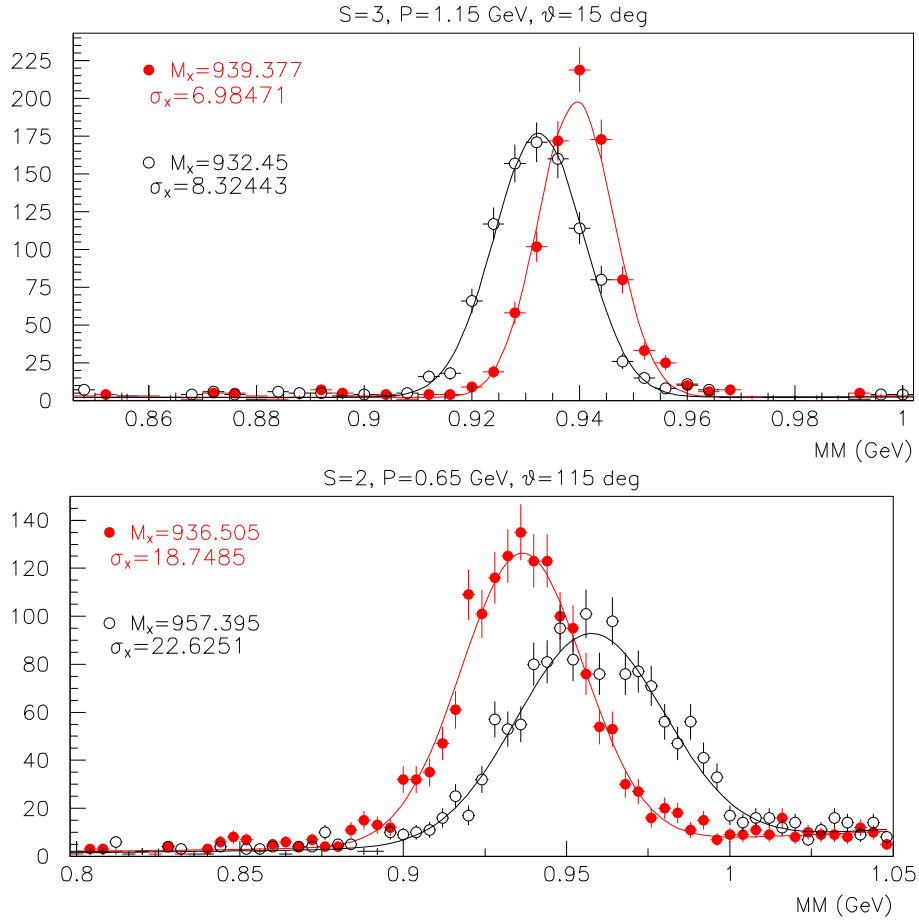 S=3, P=1.15 GeV, ϑ=15 deg
225
200
175
150
125
100
75
50
25
0
Mₓ=939.377
σₓ=6.98471
Mₓ=932.45
σₓ=8.32443
0.86 0.88 0.9 0.92 0.94 0.96 0.98 1
MM (GeV)
S=2, P=0.65 GeV, ϑ=115 deg
140
120
100
80
60
40
20
0
Mₓ=936.505
σₓ=18.7485
Mₓ=957.395
σₓ=22.6251
0.8 0.85 0.9 0.95 1 1.05
MM (GeV)